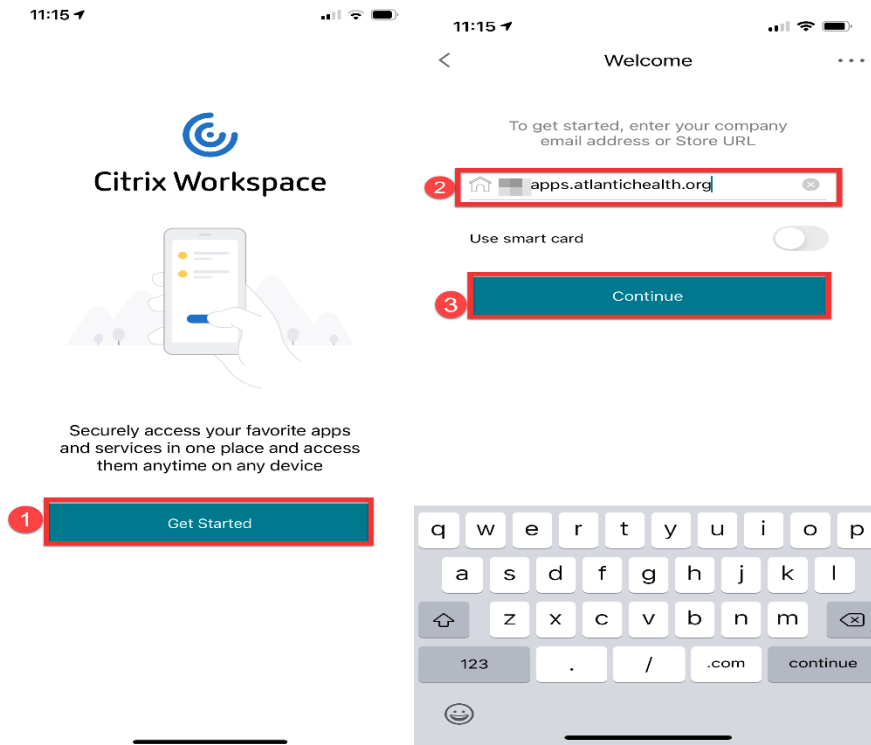 11:15
Citrix Workspace
Securely access your favorite apps
and services in one place and access
them anytime on any device
1
Get Started
11:15
Welcome
To get started, enter your company
email address or Store URL
2
apps.atlantichealth.org
Use smart card
3
Continue
q w e r t y u i o p
a s d f g h j k l
z x c v b n m
123 . / .com continue